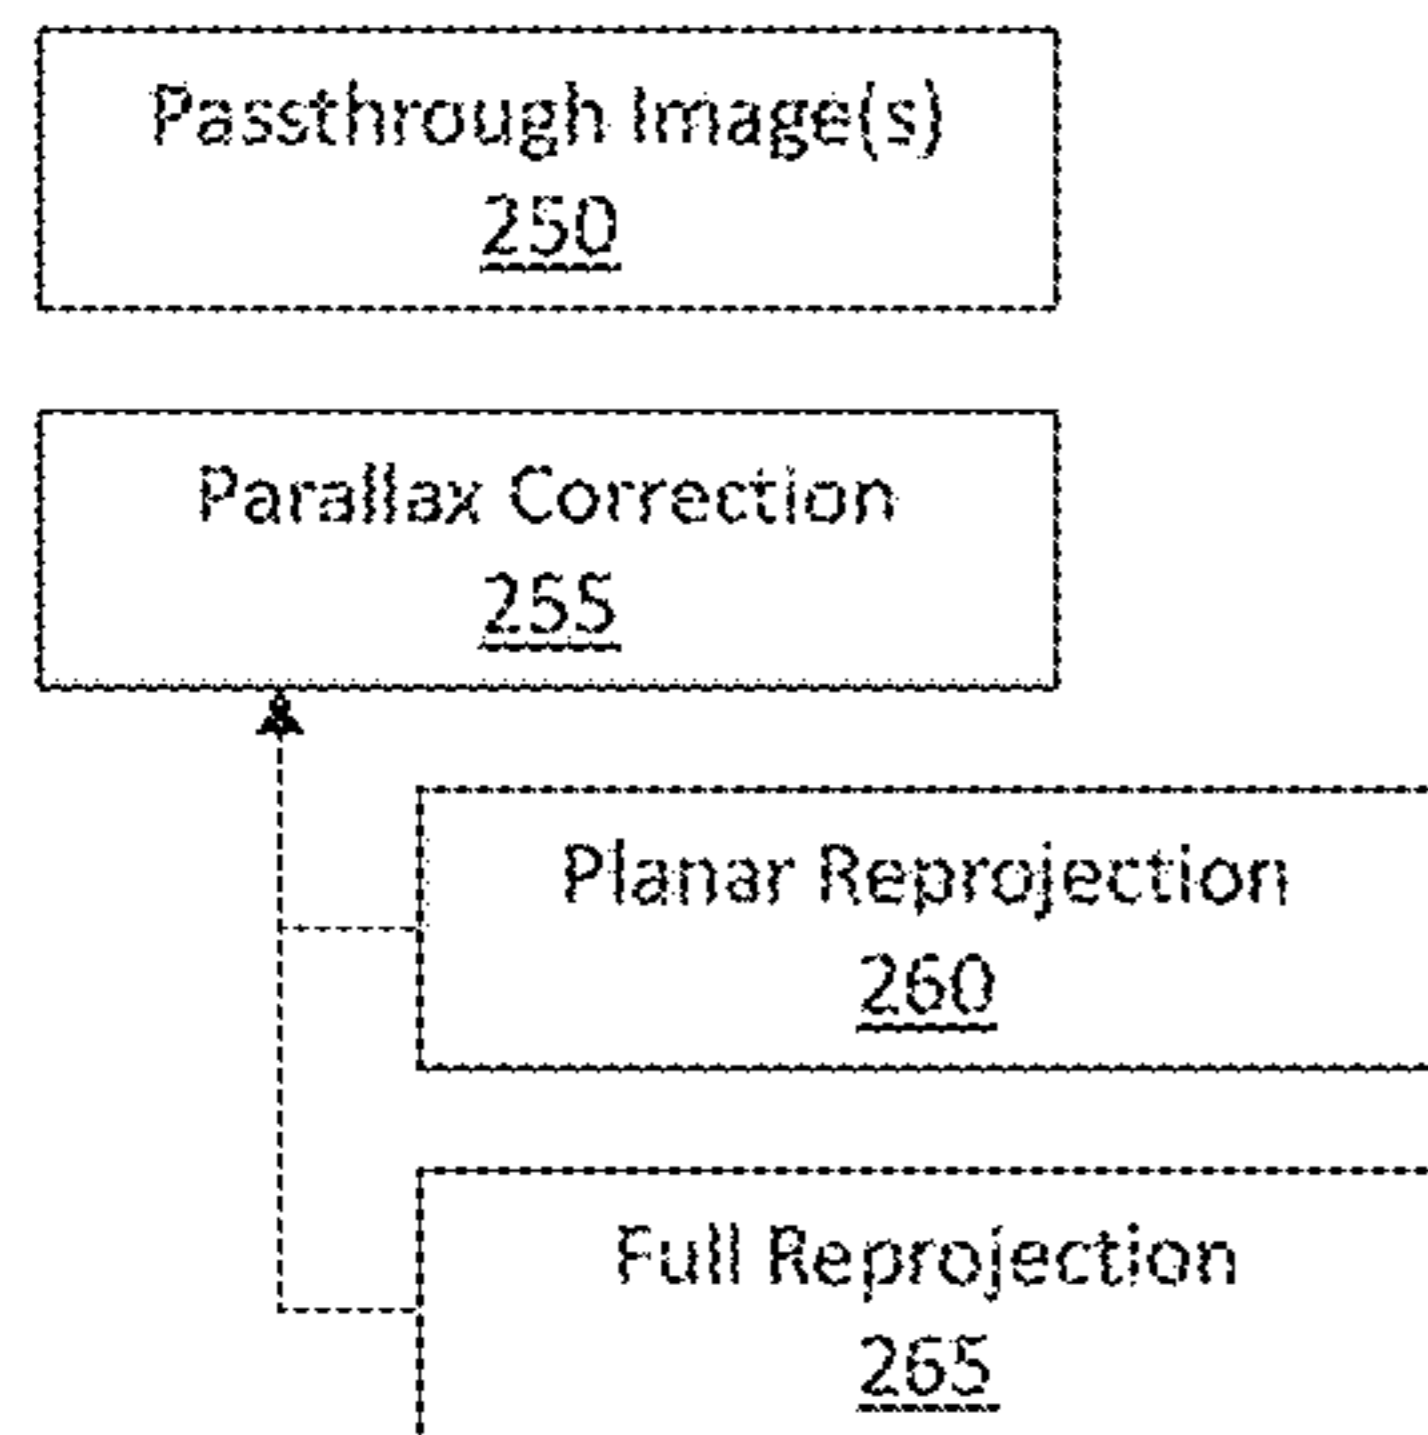 Passthrough Image(s)
250
Parallax Correction
255
Planar Reprojection
260
Full Reprojection
265